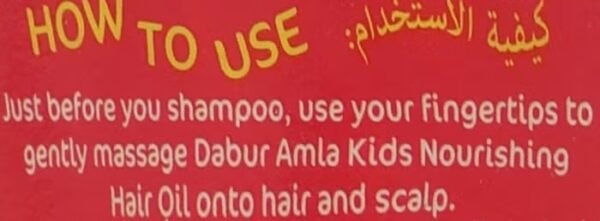 HOW TO USE كيفية الاستخدام:
Just before you shampoo, use your fingertips to
gently massage Dabur Amla Kids Nourishing
Hair Oil onto hair and scalp.